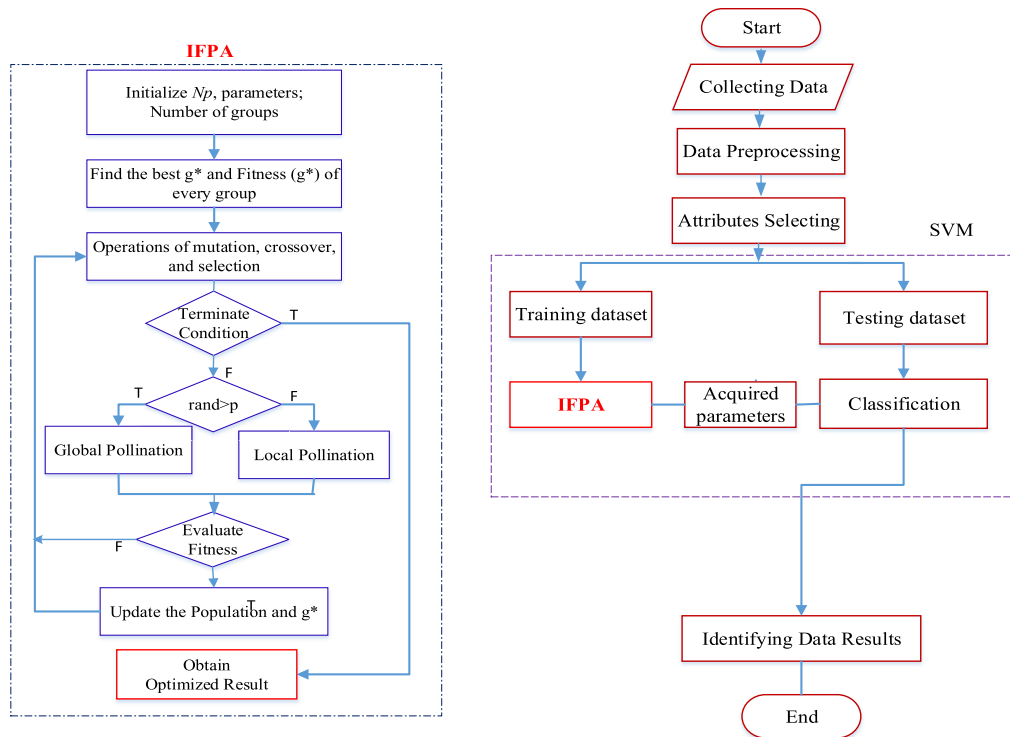 IFPA
Initialize Np, parameters;
Number of groups
Find the best g* and Fitness (g*) of
every group
Operations of mutation, crossover,
and selection
Terminate
Condition
T
F
rand>p
T
F
Global Pollination
Local Pollination
Evaluate
Fitness
F
T
Update the Population and g*
Obtain
Optimized Result
Start
Collecting Data
Data Preprocessing
Attributes Selecting
SVM
Training dataset
Testing dataset
IFPA
Acquired
parameters
Classification
Identifying Data Results
End